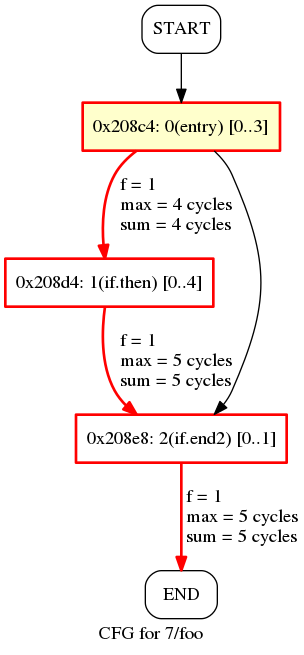 START
0x208c4: 0(entry) [0..3]
f = 1
max = 4 cycles
sum = 4 cycles
0x208d4: 1(if.then) [0..4]
f = 1
max = 5 cycles
sum = 5 cycles
0x208e8: 2(if.end2) [0..1]
f = 1
max = 5 cycles
sum = 5 cycles
END
CFG for 7/foo